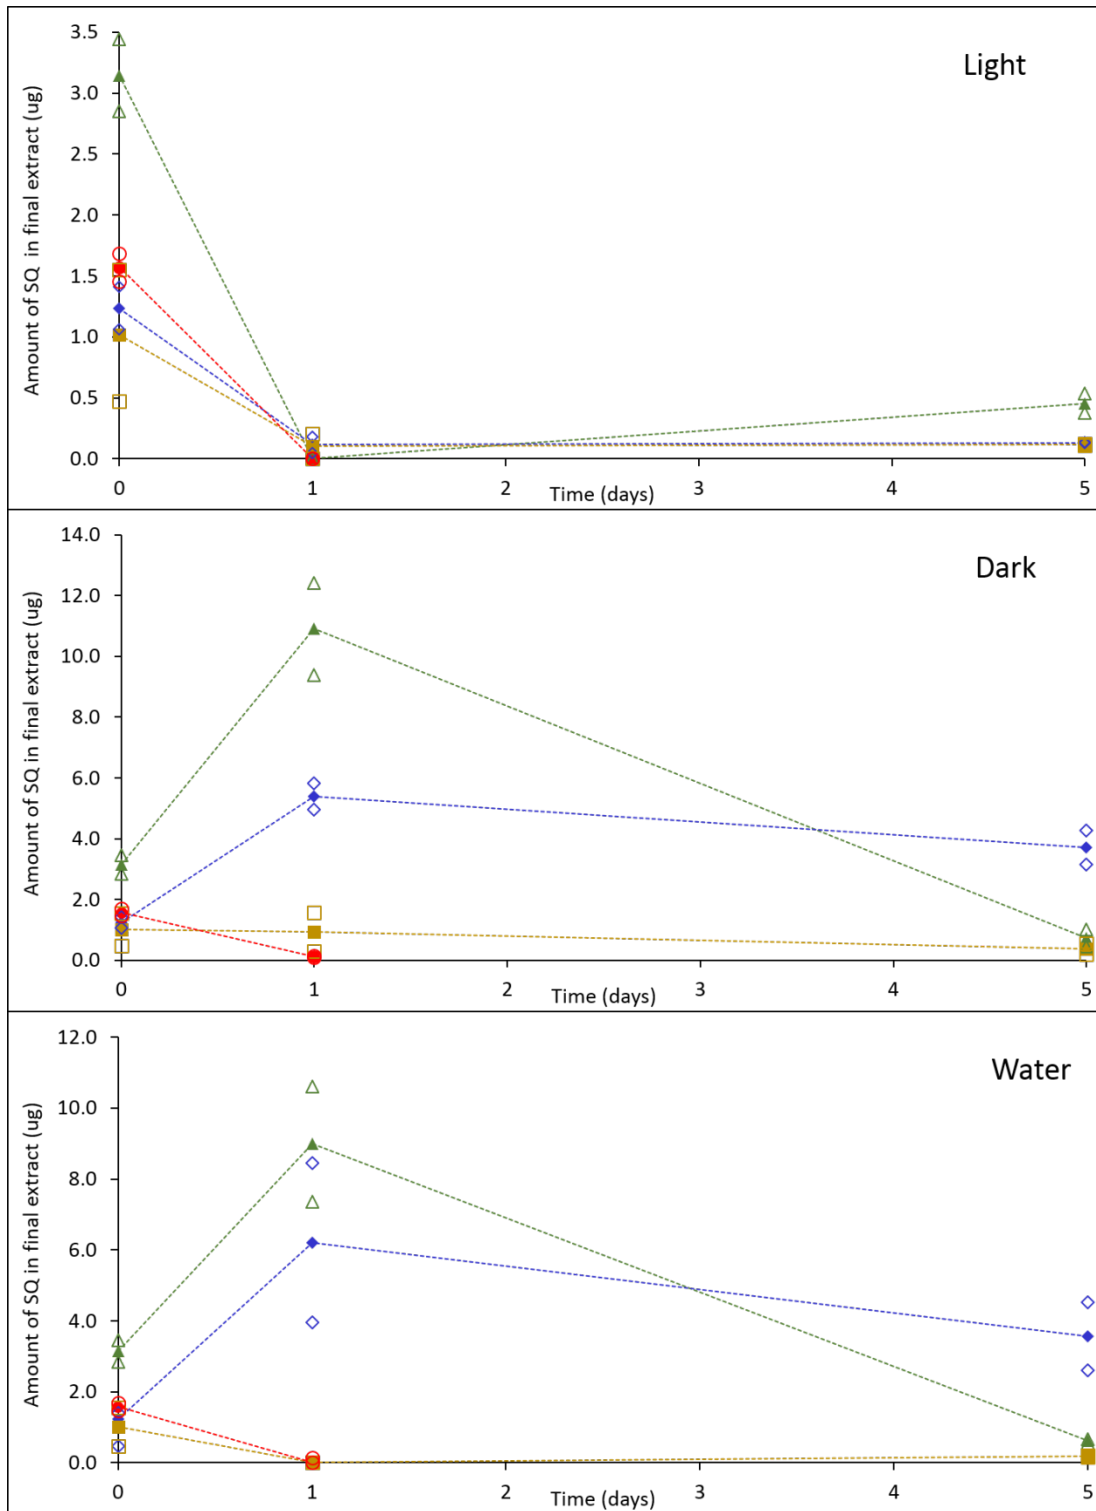 Light
Amount of SQ in final extract (ug)
3.5
3.0
2.5
2.0
1.5
1.0
0.5
0.0
0 1 2 3 4 5
Time (days)
Dark
Amount of SQ in final extract (ug)
14.0
12.0
10.0
8.0
6.0
4.0
2.0
0.0
0 1 2 3 4 5
Time (days)
Water
Amount of SQ in final extract (ug)
12.0
10.0
8.0
6.0
4.0
2.0
0.0
0 1 2 3 4 5
Time (days)